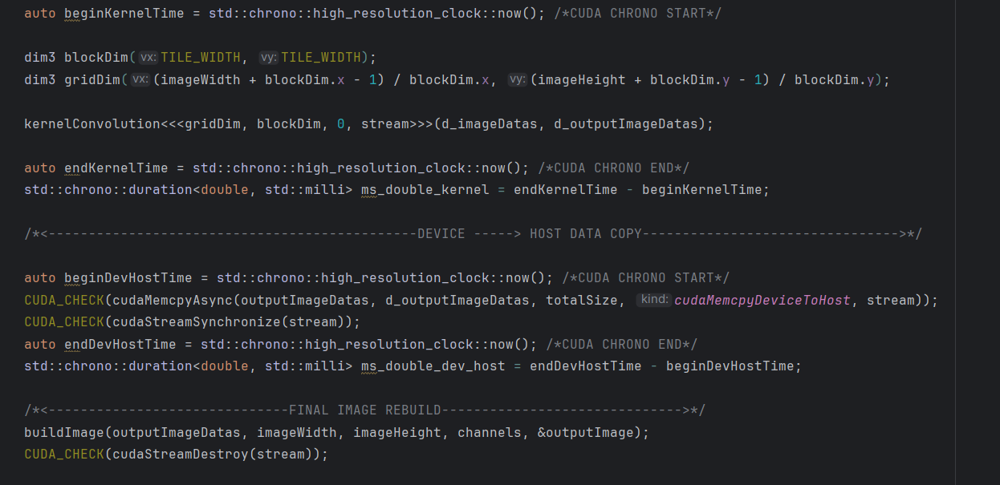 auto beginKernelTime = std::chrono::high_resolution_clock::now(); /*CUDA CHRONO START*/
dim3 blockDim( vx: TILE_WIDTH, vy: TILE_WIDTH);
dim3 gridDim( vx: (imageWidth + blockDim.x - 1) / blockDim.x, vy: (imageHeight + blockDim.y - 1) / blockDim.y);
kernelConvolution<<<gridDim, blockDim, 0, stream>>>(d_imageDatas, d_outputImageDatas);
auto endKernelTime = std::chrono::high_resolution_clock::now(); /*CUDA CHRONO END*/
std::chrono::duration<double, std::milli> ms_double_kernel = endKernelTime - beginKernelTime;
/*<----------------------------------------------DEVICE -----> HOST DATA COPY-------------------------------->*/
auto beginDevHostTime = std::chrono::high_resolution_clock::now(); /*CUDA CHRONO START*/
CUDA_CHECK(cudaMemcpyAsync(outputImageDatas, d_outputImageDatas, totalSize, kind: cudaMemcpyDeviceToHost, stream));
CUDA_CHECK(cudaStreamSynchronize(stream));
auto endDevHostTime = std::chrono::high_resolution_clock::now(); /*CUDA CHRONO END*/
std::chrono::duration<double, std::milli> ms_double_dev_host = endDevHostTime - beginDevHostTime;
/*<------------------------------FINAL IMAGE REBUILD------------------------------>*/
buildImage(outputImageDatas, imageWidth, imageHeight, channels, &outputImage);
CUDA_CHECK(cudaStreamDestroy(stream));